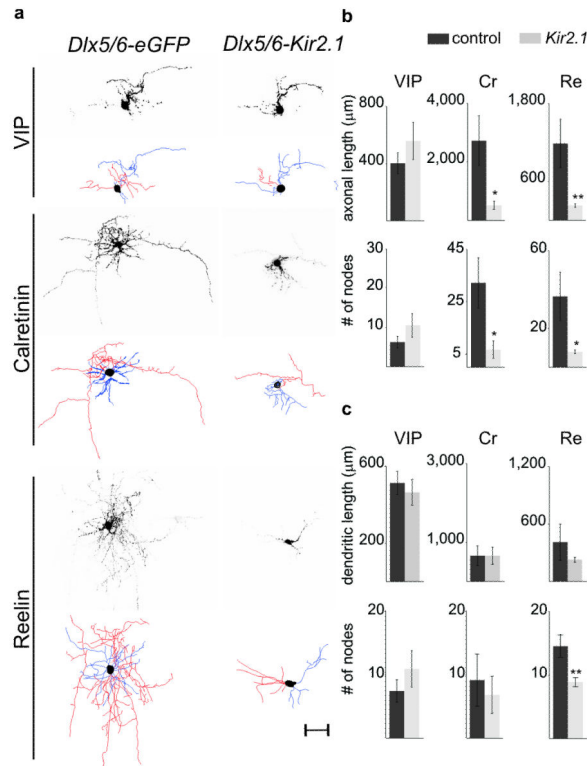 a
Dlx5/6-eGFP Dlx5/6-Kir2.1
VIP
Calretinin
Reelin
b
control Kir2.1
VIP Cr Re
axonal length (μm)
800
400
4,000
2,000
*
1,800
600
**
# of nodes
30
20
10
45
25
5
*
60
20
*
c
VIP Cr Re
dendritic length (μm)
600
200
3,000
1,000
1,200
600
# of nodes
20
10
20
10
20
10
**